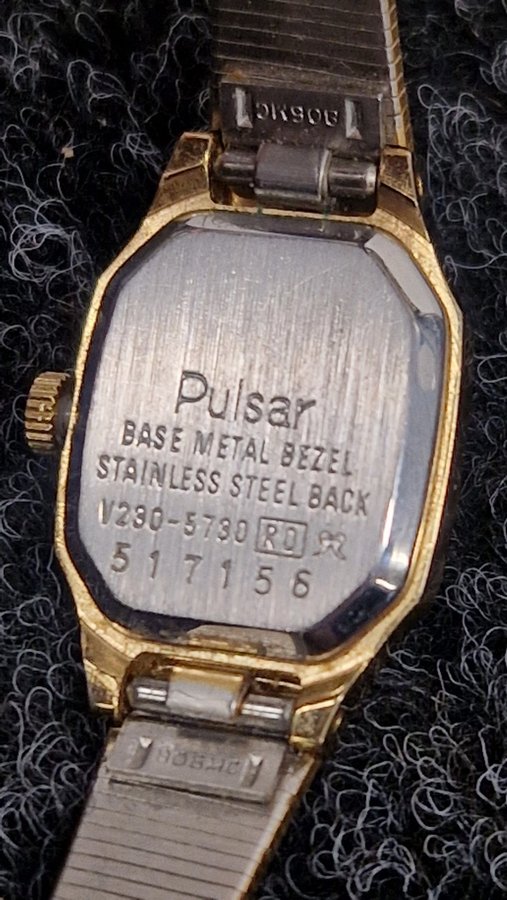 Pulsar
BASE METAL BEZEL
STAINLESS STEEL BACK
V230-5730 RO
517156